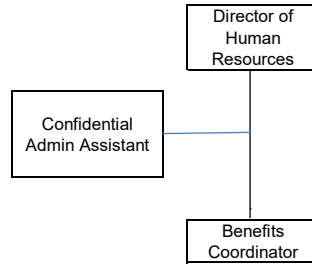 Director of
Human
Resources
Confidential
Admin Assistant
Benefits
Coordinator